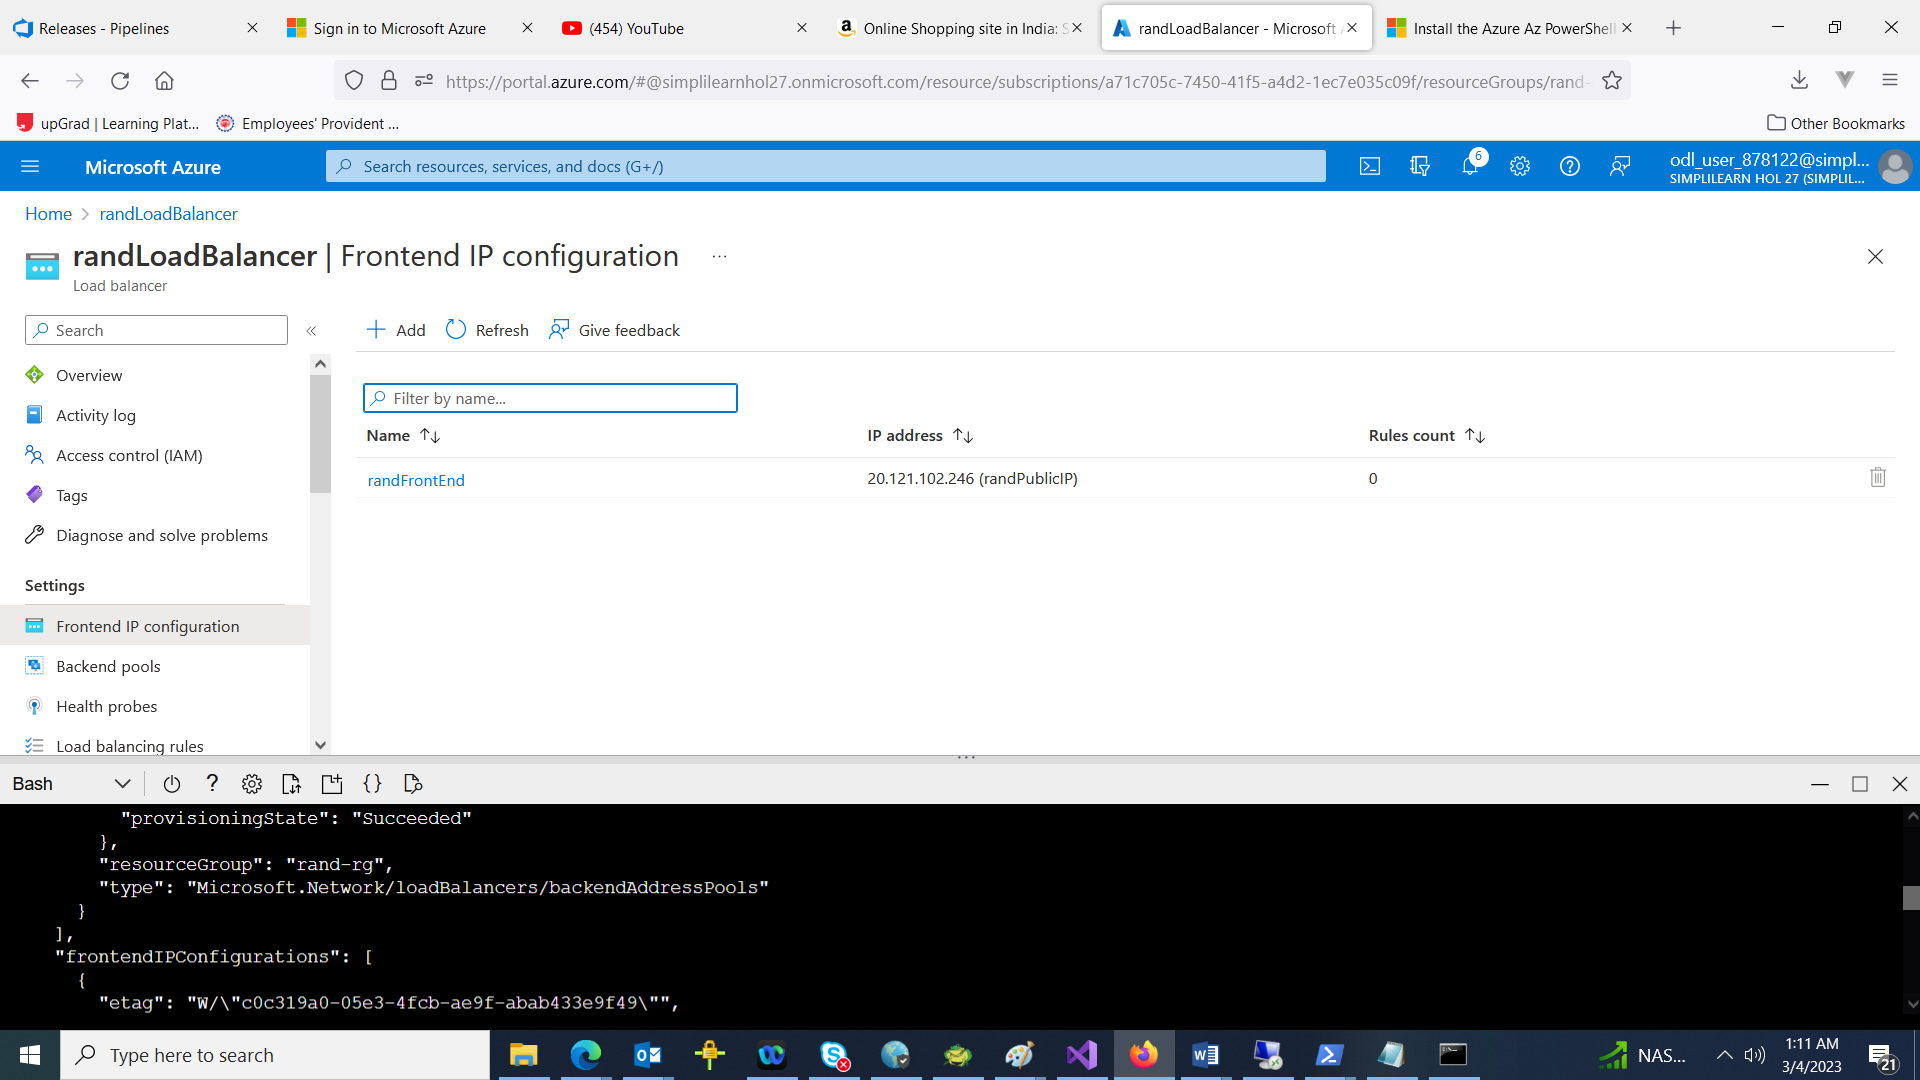 Releases - Pipelines
Sign in to Microsoft Azure
(454) YouTube
Online Shopping site in India: S
randLoadBalancer - Microsoft
Install the Azure Az PowerShell
https://portal.azure.com/#@simplilearnhol27.onmicrosoft.com/resource/subscriptions/a71c705c-7450-41f5-a4d2-1ec7e035c09f/resourceGroups/rand-
upGrad | Learning Plat...
Employees' Provident ...
Other Bookmarks
Microsoft Azure
Search resources, services, and docs (G+/)
6
odl_user_878122@simpl...
SIMPLILEARN HOL 27 (SIMPLIL...
Home > randLoadBalancer
randLoadBalancer | Frontend IP configuration ...
Load balancer
Search
«
Add
Refresh
Give feedback
Overview
Activity log
Access control (IAM)
Tags
Diagnose and solve problems
Settings
Frontend IP configuration
Backend pools
Health probes
Load balancing rules
Filter by name...
Name ↑↓
IP address ↑↓
Rules count ↑↓
randFrontEnd
20.121.102.246 (randPublicIP)
0
Bash
? {}
"provisioningState": "Succeeded"
},
"resourceGroup": "rand-rg",
"type": "Microsoft.Network/loadBalancers/backendAddressPools"
}
],
"frontendIPConfigurations": [
{
"etag": "W/\"c0c319a0-05e3-4fcb-ae9f-abab433e9f49\"",
Type here to search
NAS...
1:11 AM
3/4/2023
21